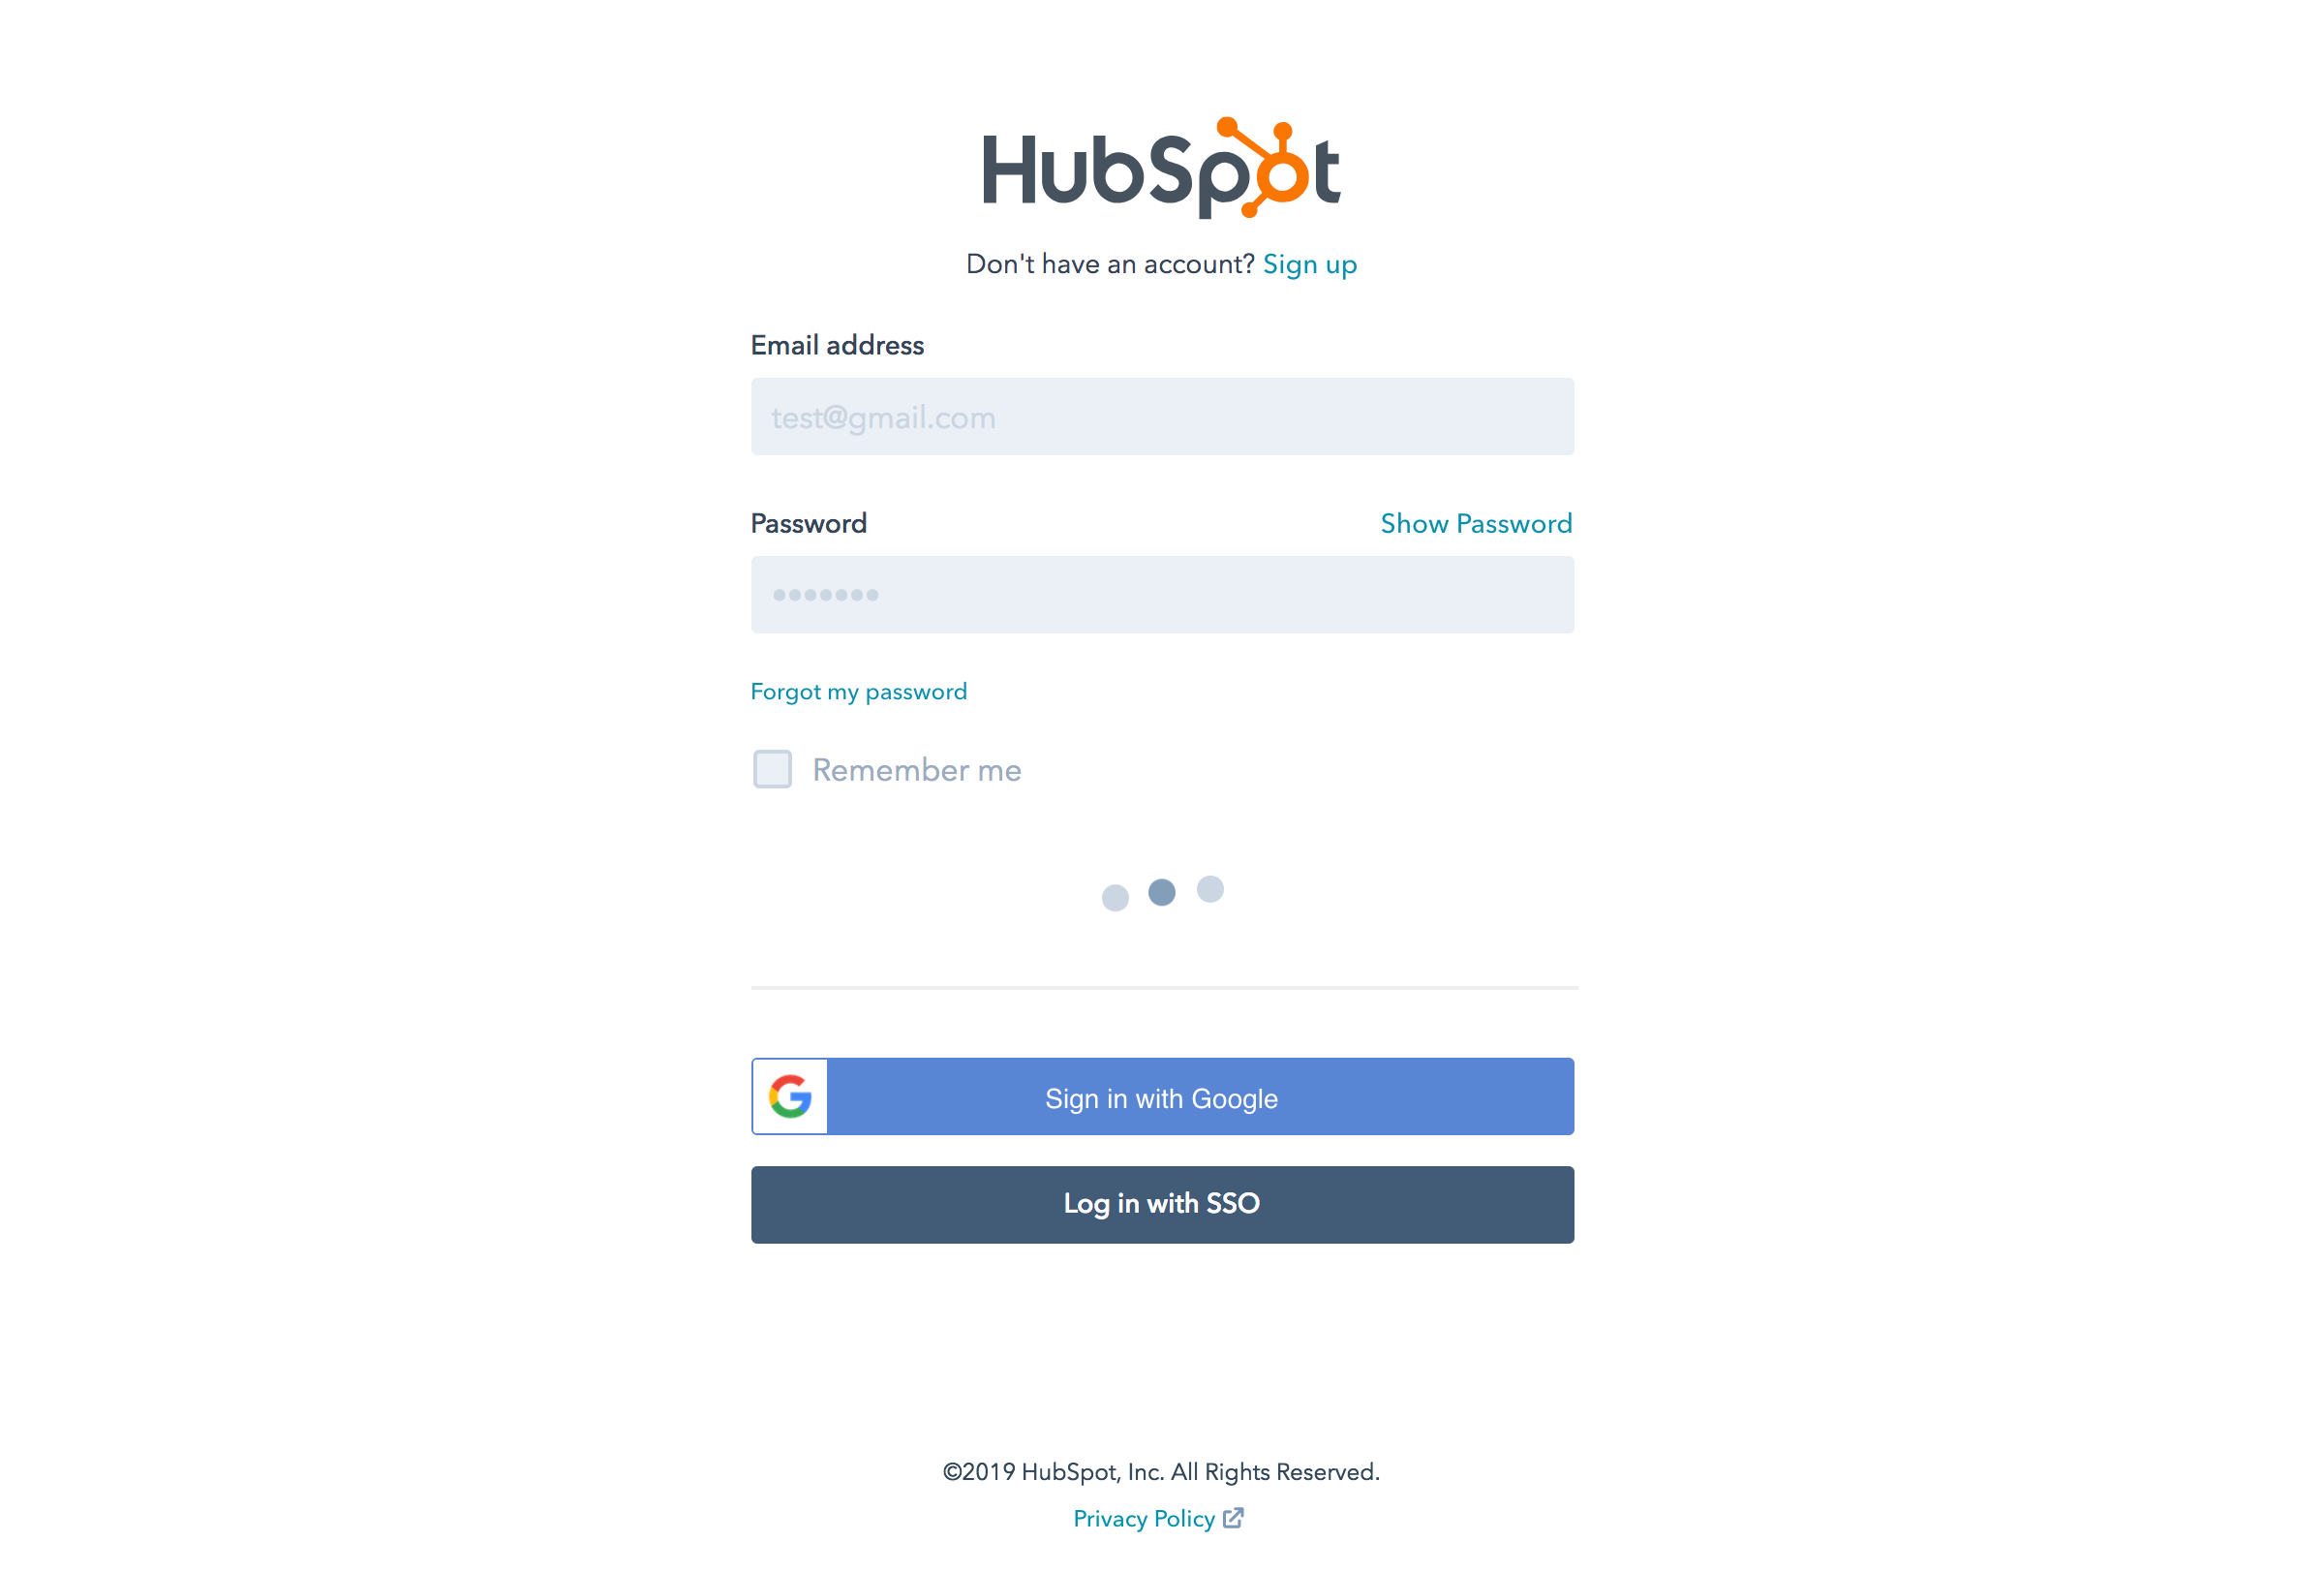 HubSpot
Don't have an account? Sign up
Email address
test@gmail.com
Password Show Password
•••••••
Forgot my password
Remember me
Sign in with Google
Log in with SSO
©2019 HubSpot, Inc. All Rights Reserved.
Privacy Policy